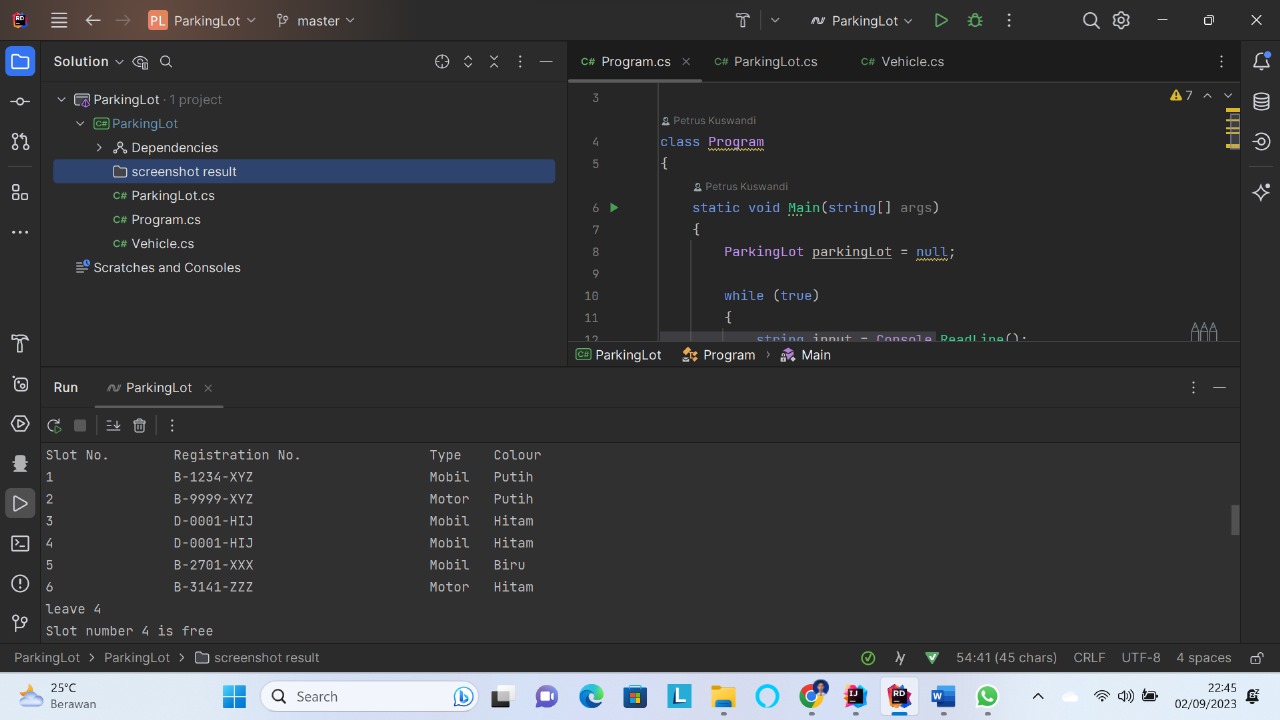 RD PL ParkingLot master ParkingLot
Solution
ParkingLot · 1 project
ParkingLot
Dependencies
screenshot result
C# ParkingLot.cs
C# Program.cs
C# Vehicle.cs
Scratches and Consoles
C# Program.cs C# ParkingLot.cs C# Vehicle.cs
7
3
Petrus Kuswandi
4 class Program
5 {
Petrus Kuswandi
6 static void Main(string[] args)
7 {
8 ParkingLot parkingLot = null;
9
10 while (true)
11 {
12 string input = Console.ReadLine();
C# ParkingLot Program › Main
Run ParkingLot
Slot No. Registration No. Type Colour
1 B-1234-XYZ Mobil Putih
2 B-9999-XYZ Motor Putih
3 D-0001-HIJ Mobil Hitam
4 D-0001-HIJ Mobil Hitam
5 B-2701-XXX Mobil Biru
6 B-3141-ZZZ Motor Hitam
leave 4
Slot number 4 is free
ParkingLot > ParkingLot > screenshot result 54:41 (45 chars) CRLF UTF-8 4 spaces
25°C
Berawan
Search
22:45
02/09/2023